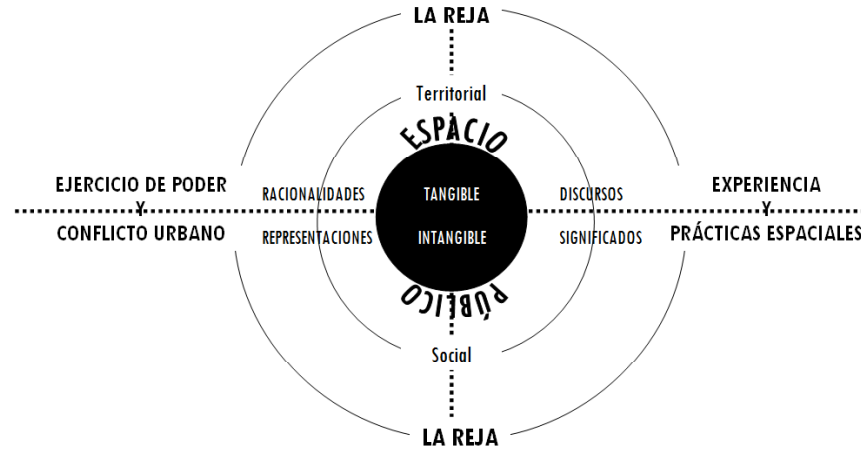 LA REJA
Territorial
ESPACIO
EJERCICIO DE PODER
Y
CONFLICTO URBANO
RACIONALIDADES
REPRESENTACIONES
TANGIBLE
INTANGIBLE
DISCURSOS
SIGNIFICADOS
EXPERIENCIA
Y
PRÁCTICAS ESPACIALES
PÚBLICO
Social
LA REJA